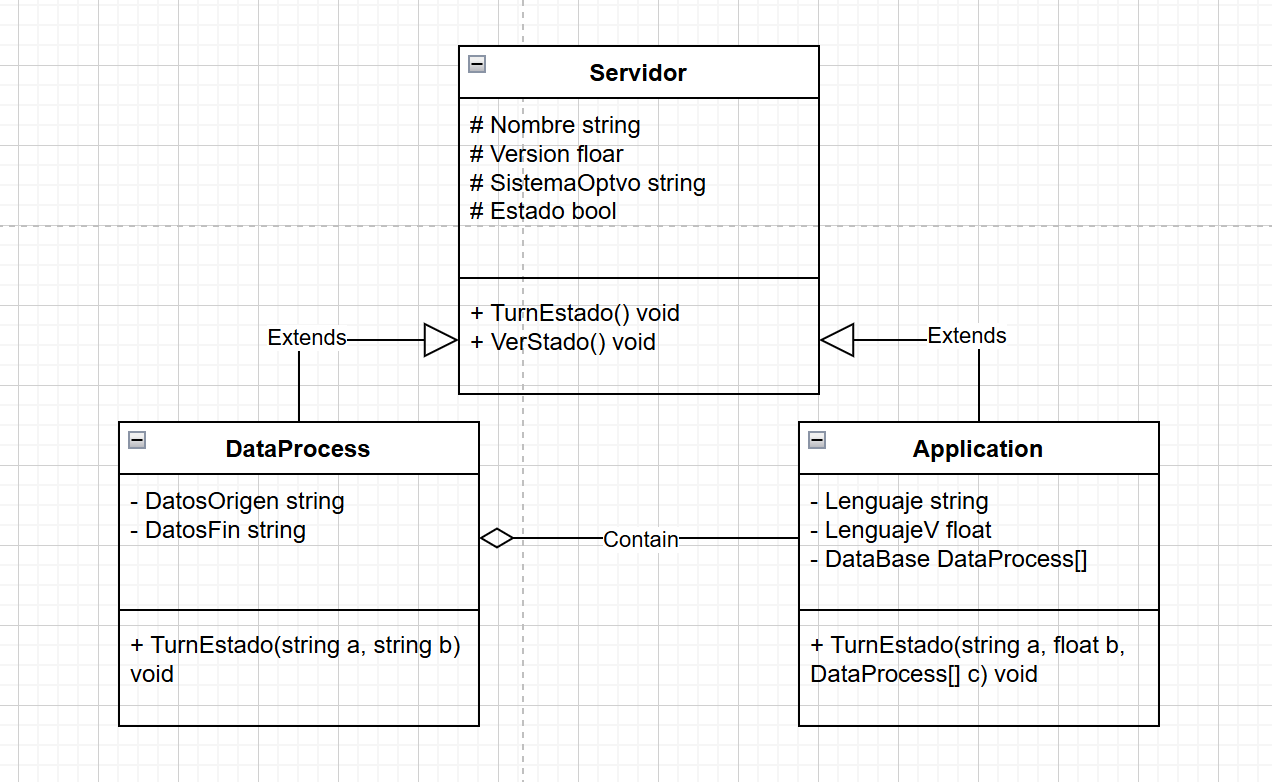 Servidor
# Nombre string
# Version floar
# SistemaOptvo string
# Estado bool
+ TurnEstado() void
+ VerStado() void
Extends
Extends
DataProcess
- DatosOrigen string
- DatosFin string
+ TurnEstado(string a, string b)
void
Contain
Application
- Lenguaje string
- LenguajeV float
- DataBase DataProcess[]
+ TurnEstado(string a, float b,
DataProcess[] c) void